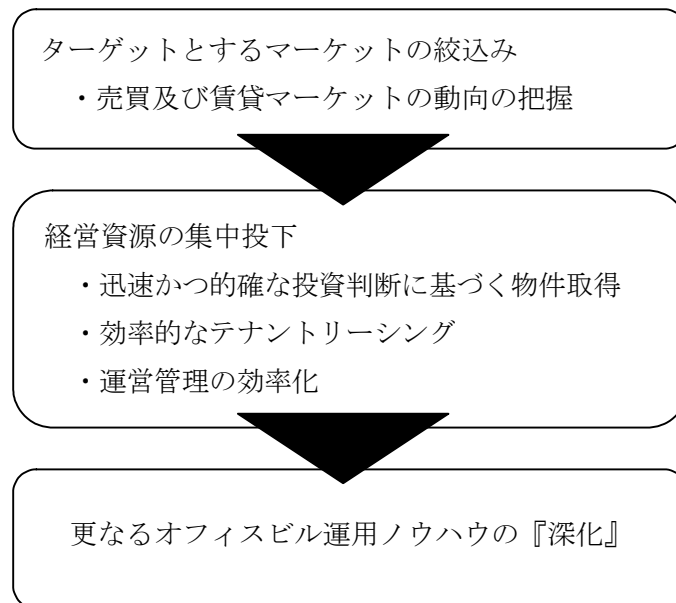 ターゲットとするマーケットの絞込み
・売買及び賃貸マーケットの動向の把握
経営資源の集中投下
・迅速かつ的確な投資判断に基づく物件取得
・効率的なテナントリーシング
・運営管理の効率化
更なるオフィスビル運用ノウハウの『深化』